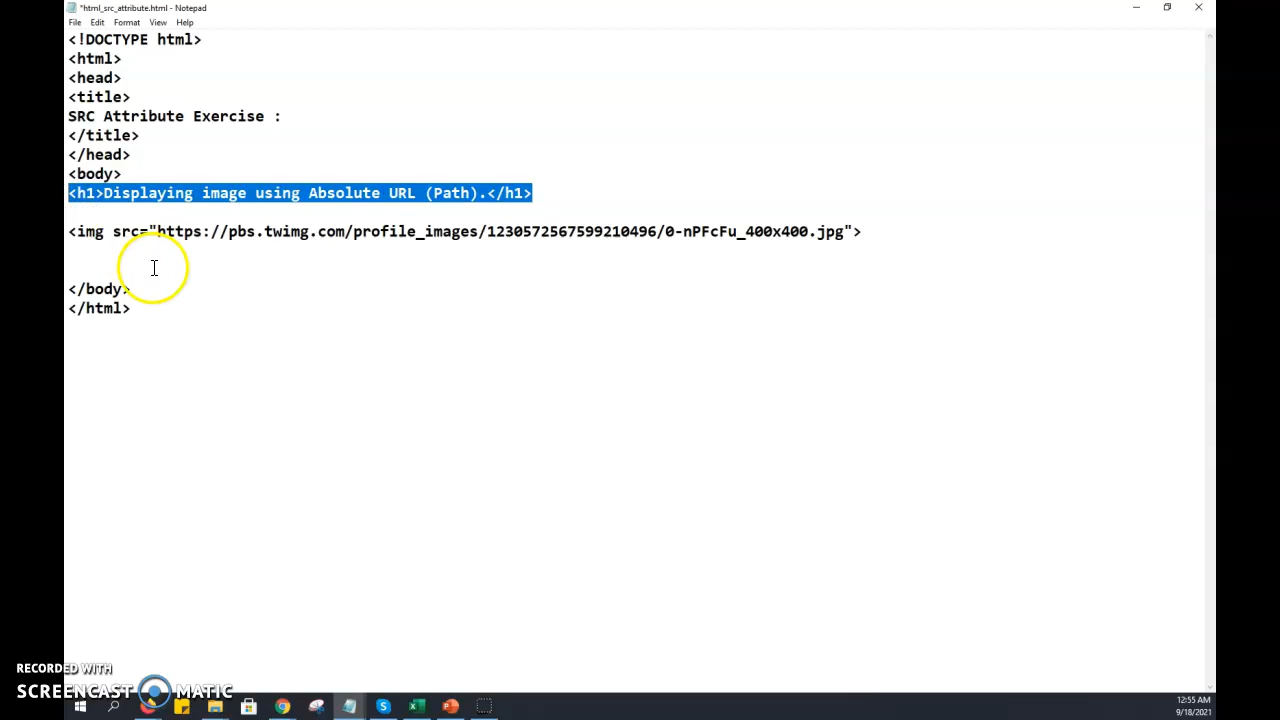 *html_src_attribute.html - Notepad
File Edit Format View Help
<!DOCTYPE html>
<html>
<head>
<title>
SRC Attribute Exercise :
</title>
</head>
<body>
<h1>Displaying image using Absolute URL (Path).</h1>
<img src="https://pbs.twimg.com/profile_images/1230572567599210496/0-nPFcFu_400x400.jpg">
</body>
</html>
RECORDED WITH
SCREENCAST MATIC
12:55 AM
9/18/2021